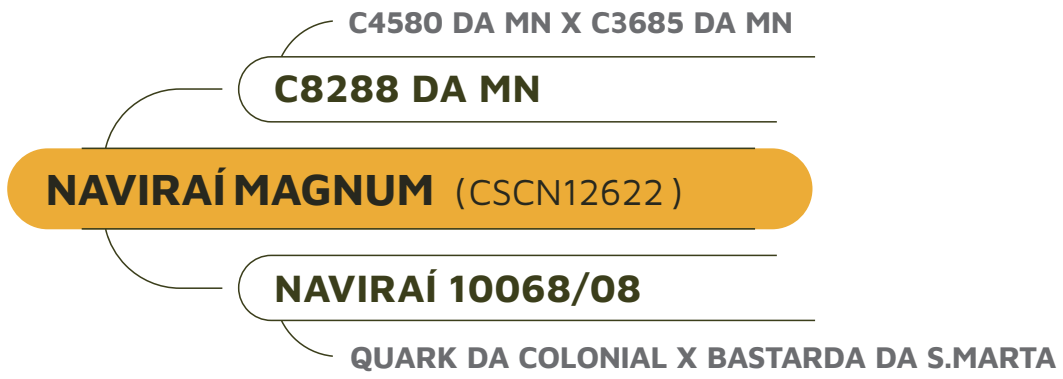 C4580 DA MN X C3685 DA MN
C8288 DA MN
NAVIRAÍ MAGNUM (CSCN12622 )
NAVIRAÍ 10068/08
QUARK DA COLONIAL X BASTARDA DA S.MARTA